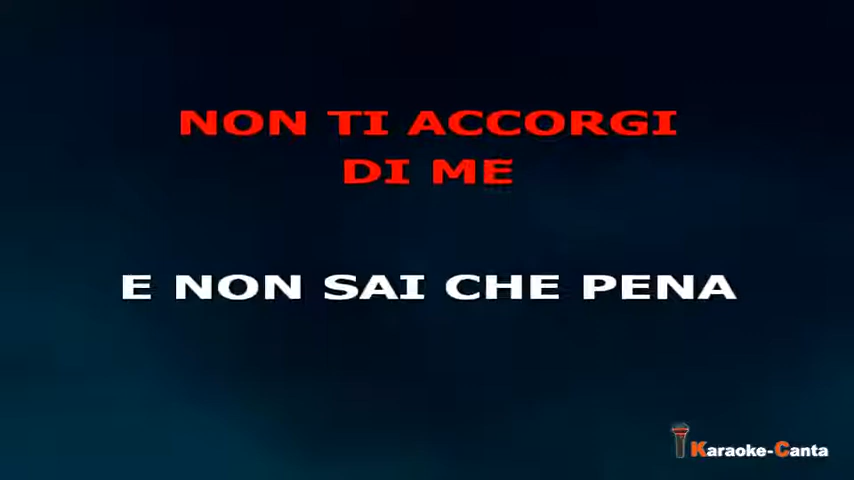 NON TI ACCORGI
DI ME
E NON SAI CHE PENA
Karaoke-Canta